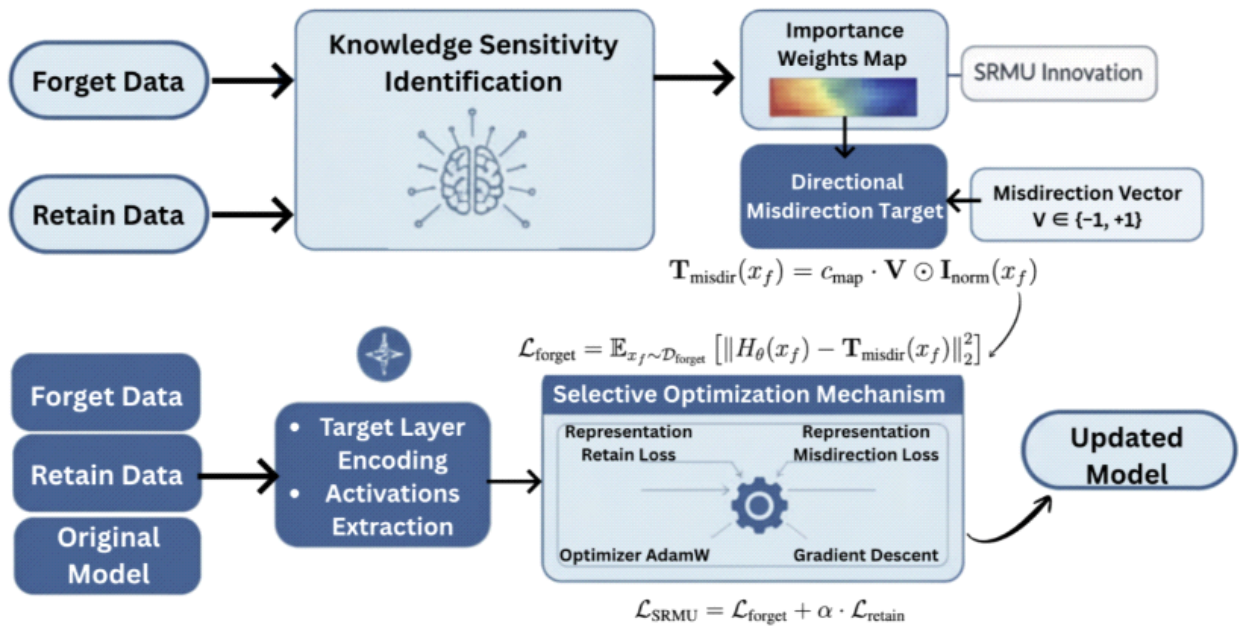 Forget Data
Retain Data
Knowledge Sensitivity
Identification
Importance
Weights Map
SRMU Innovation
Directional
Misdirection Target
Misdirection Vector
V ∈ {−1, +1}
T_misdir(x_f) = c_map · V ⊙ I_norm(x_f)
L_forget = E_{x_f∼D_forget} [‖H_θ(x_f) − T_misdir(x_f)‖₂²]
Forget Data
Retain Data
Original
Model
• Target Layer
Encoding
• Activations
Extraction
Selective Optimization Mechanism
Representation
Retain Loss
Representation
Misdirection Loss
Optimizer AdamW
Gradient Descent
Updated
Model
L_SRMU = L_forget + α · L_retain